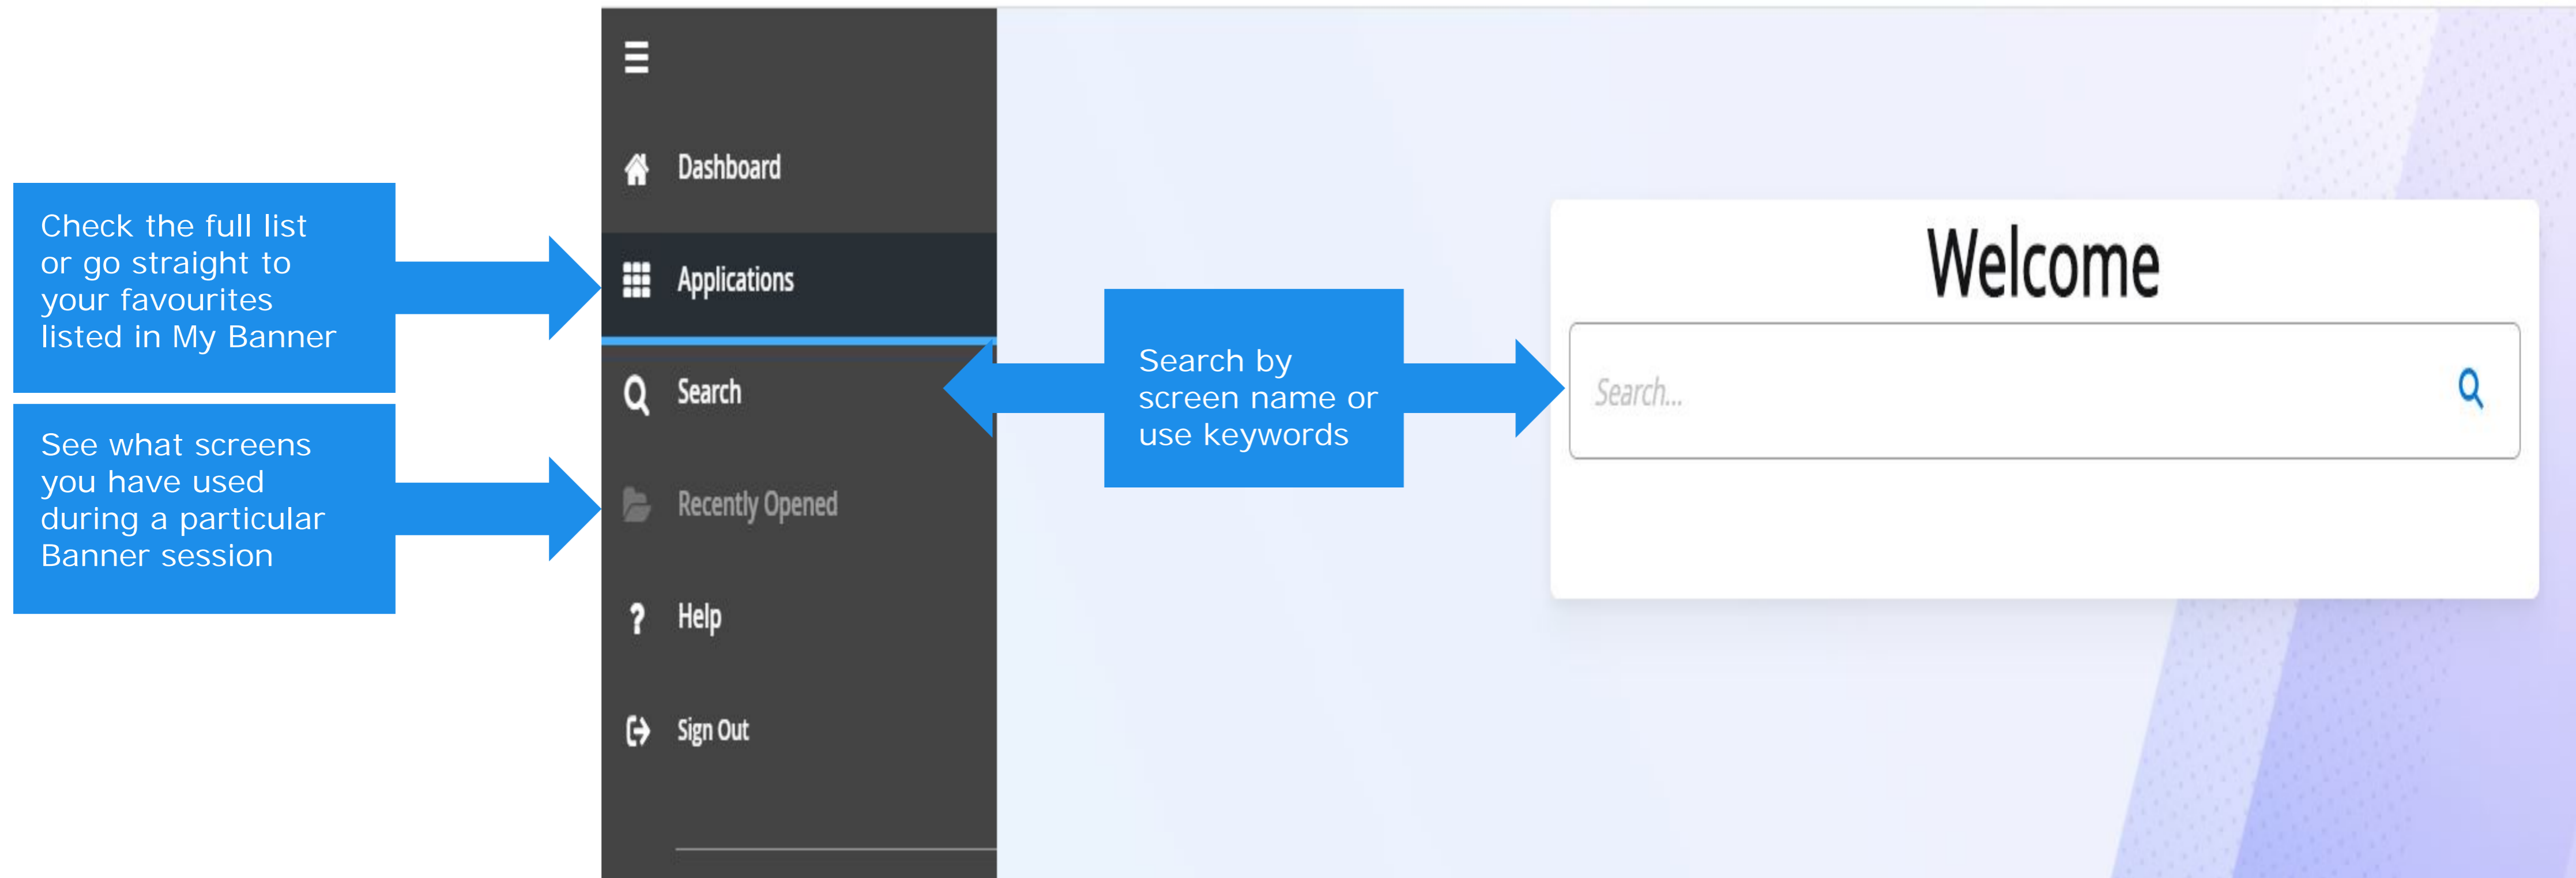 Check the full list
or go straight to
your favourites
listed in My Banner
See what screens
you have used
during a particular
Banner session
Dashboard
Applications
Search
Recently Opened
? Help
Sign Out
Search by
screen name or
use keywords
Welcome
Search...